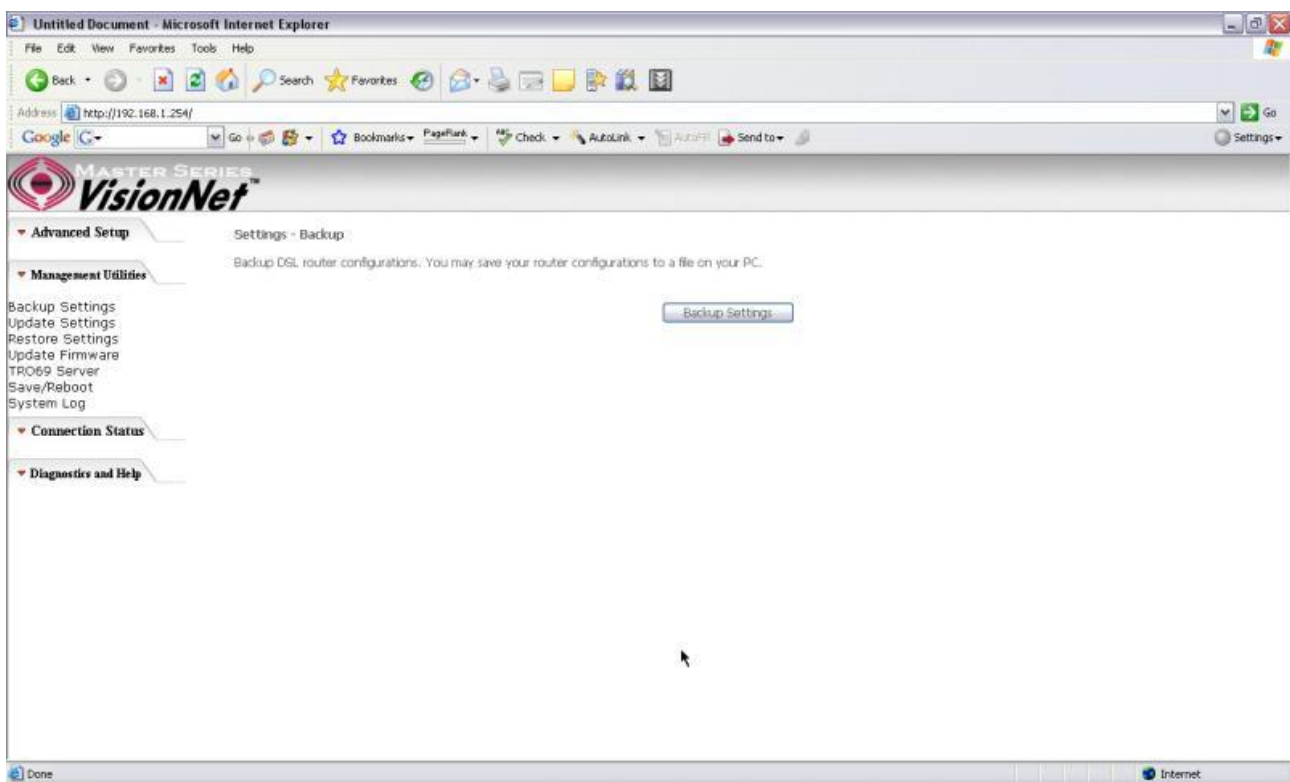 Untitled Document - Microsoft Internet Explorer
File Edit View Favorites Tools Help
Back Search Favorites
Address http://192.168.1.254/ Go
Google G Go Bookmarks PageRank Check AutoLink AutoFill Send to Settings
MASTER SERIES
VisionNet™
Advanced Setup
Settings - Backup
Backup DSL router configurations. You may save your router configurations to a file on your PC.
Management Utilities
Backup Settings
Backup Settings
Update Settings
Restore Settings
Update Firmware
TRO69 Server
Save/Reboot
System Log
Connection Status
Diagnostics and Help
Done Internet